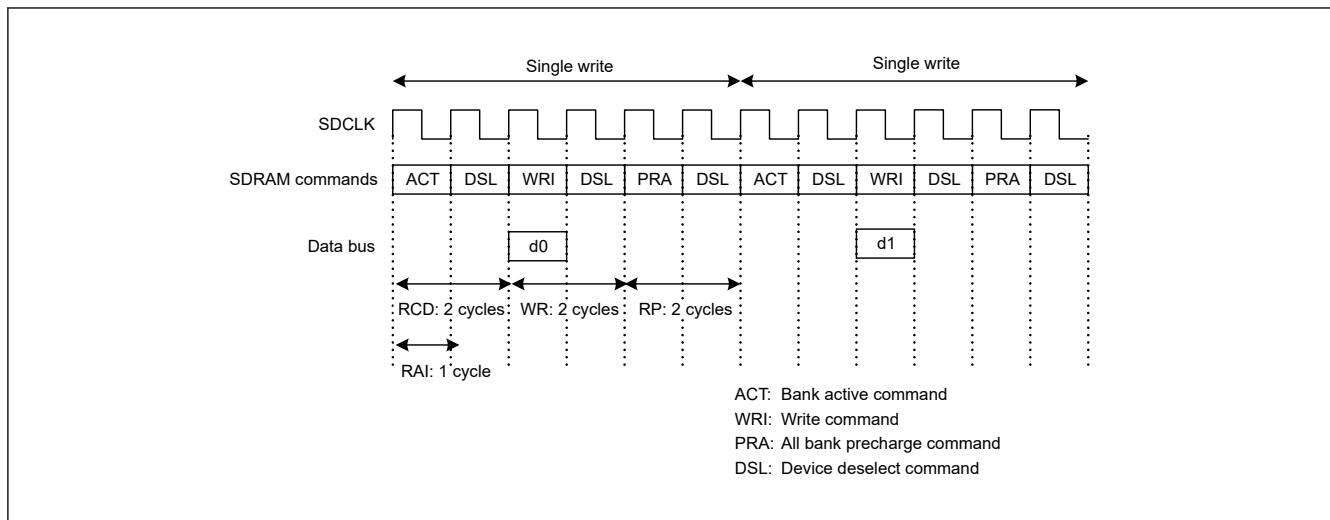 Single write Single write
SDCLK
SDRAM commands ACT DSL WRI DSL PRA DSL ACT DSL WRI DSL PRA DSL
Data bus d0 d1
RCD: 2 cycles WR: 2 cycles RP: 2 cycles
RAI: 1 cycle
ACT: Bank active command
WRI: Write command
PRA: All bank precharge command
DSL: Device deselect command